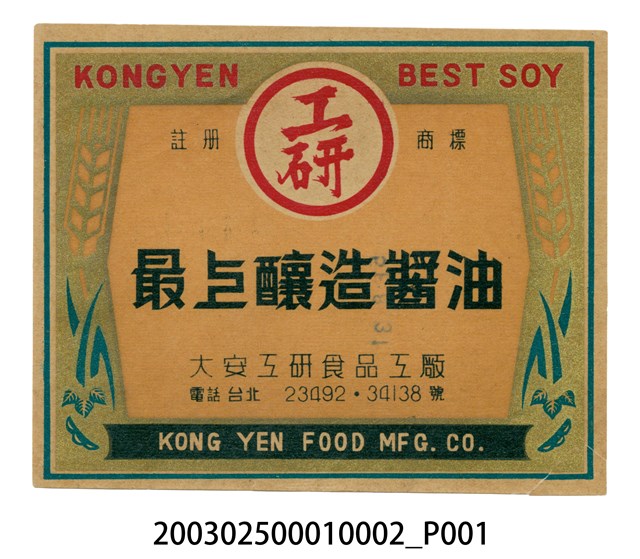 KONGYEN BEST SOY
工研
註册 商標
最上釀造醬油
大安工研食品工廠
電話台北 23492・34138 號
KONG YEN FOOD MFG. CO.
200302500010002_P001